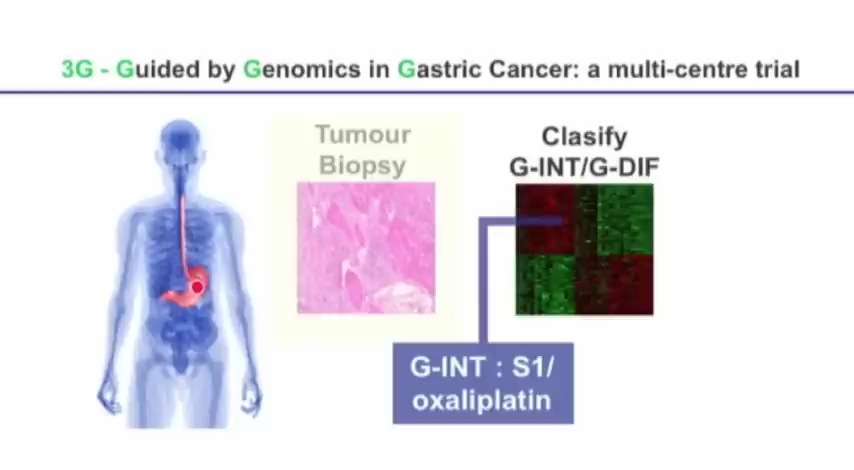 3G - Guided by Genomics in Gastric Cancer: a multi-centre trial
Tumour
Biopsy
Clasify
G-INT/G-DIF
G-INT : S1/
oxaliplatin